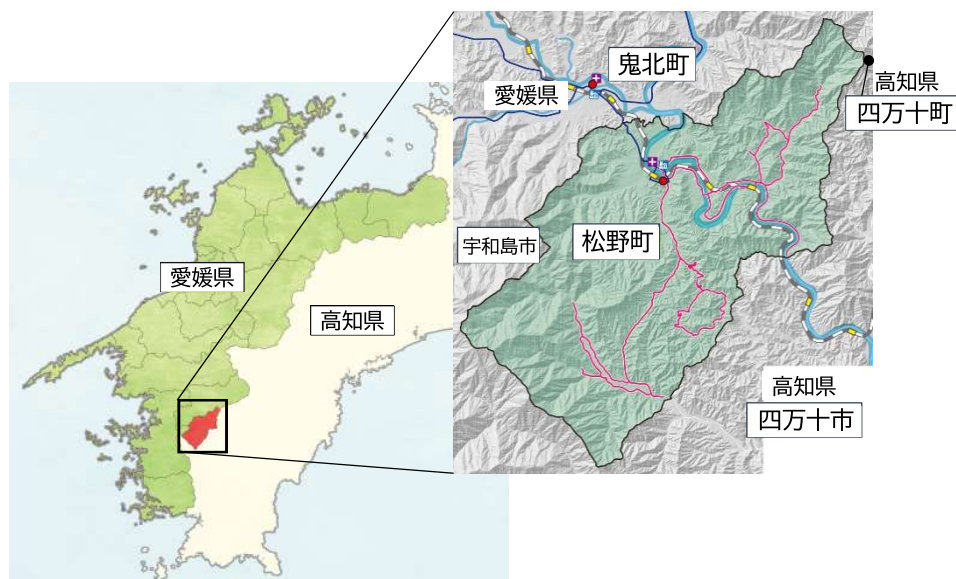 愛媛県
高知県
愛媛県
鬼北町
高知県
四万十町
宇和島市
松野町
高知県
四万十市